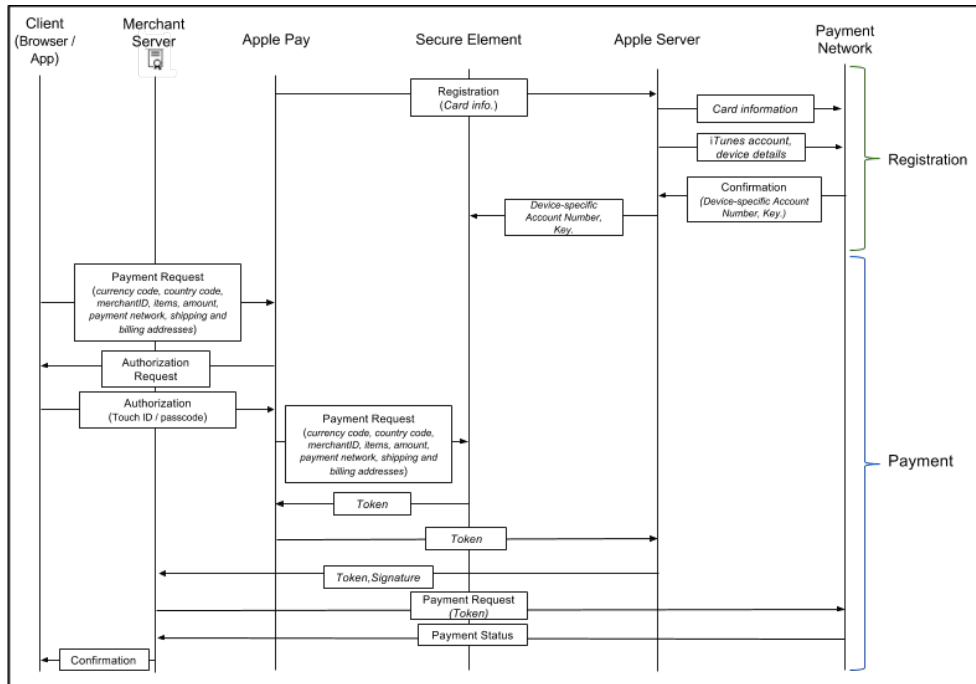 Client
(Browser /
App)
Merchant
Server
Apple Pay
Secure Element
Apple Server
Payment
Network
Registration
(Card info.)
Card information
iTunes account,
device details
Registration
Confirmation
(Device-specific Account
Number, Key.)
Device-specific
Account Number,
Key.
Payment Request
(currency code, country code,
merchantID, items, amount,
payment network, shipping and
billing addresses)
Authorization
Request
Authorization
(Touch ID / passcode)
Payment Request
(currency code, country code,
merchantID, items, amount,
payment network, shipping and
billing addresses)
Payment
Token
Token
Token,Signature
Payment Request
(Token)
Payment Status
Confirmation